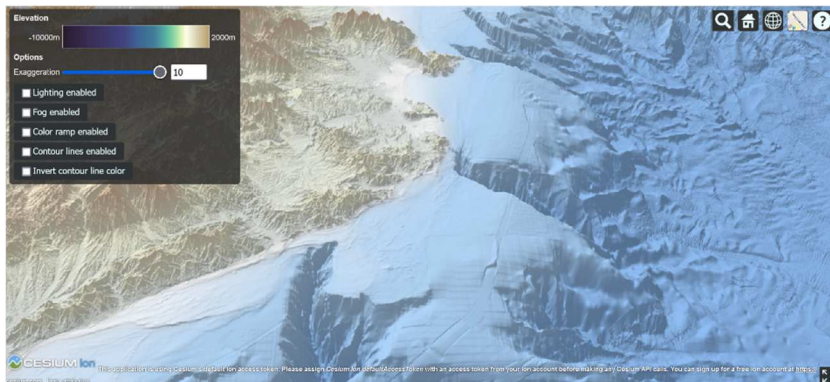 Elevation
-10000m 2000m
Options
Exaggeration 10
Lighting enabled
Fog enabled
Color ramp enabled
Contour lines enabled
Invert contour line color
?
CESIUM ion
This application is using Cesium's default ion access token. Please assign Cesium.Ion.defaultAccessToken with an access token from your ion account before making any Cesium API calls. You can sign up for a free ion account at https